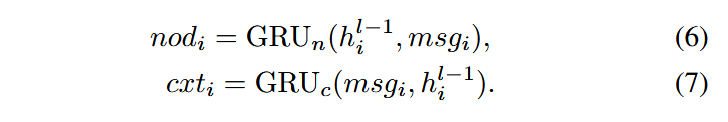 nod_i = GRU_n(h_i^{l-1}, msg_i), (6)
cxt_i = GRU_c(msg_i, h_i^{l-1}). (7)